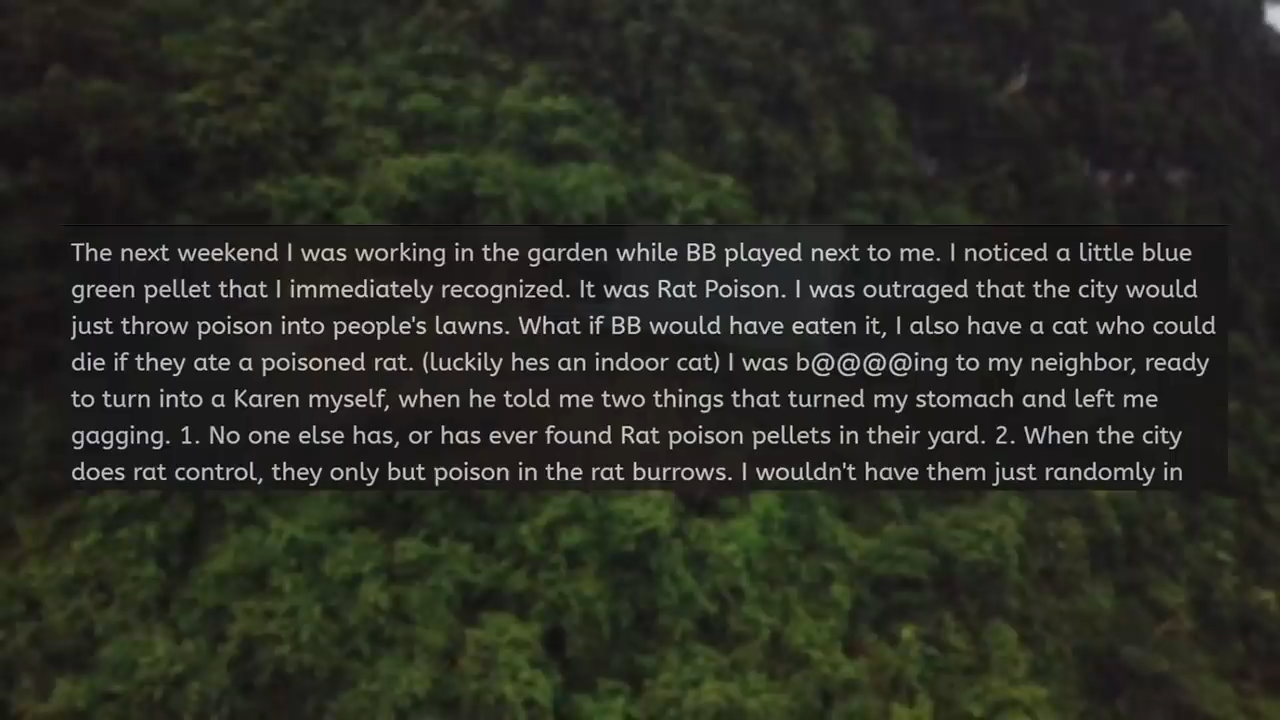 The next weekend I was working in the garden while BB played next to me. I noticed a little blue
green pellet that I immediately recognized. It was Rat Poison. I was outraged that the city would
just throw poison into people's lawns. What if BB would have eaten it, I also have a cat who could
die if they ate a poisoned rat. (luckily hes an indoor cat) I was b@@@@ing to my neighbor, ready
to turn into a Karen myself, when he told me two things that turned my stomach and left me
gagging. 1. No one else has, or has ever found Rat poison pellets in their yard. 2. When the city
does rat control, they only but poison in the rat burrows. I wouldn't have them just randomly in